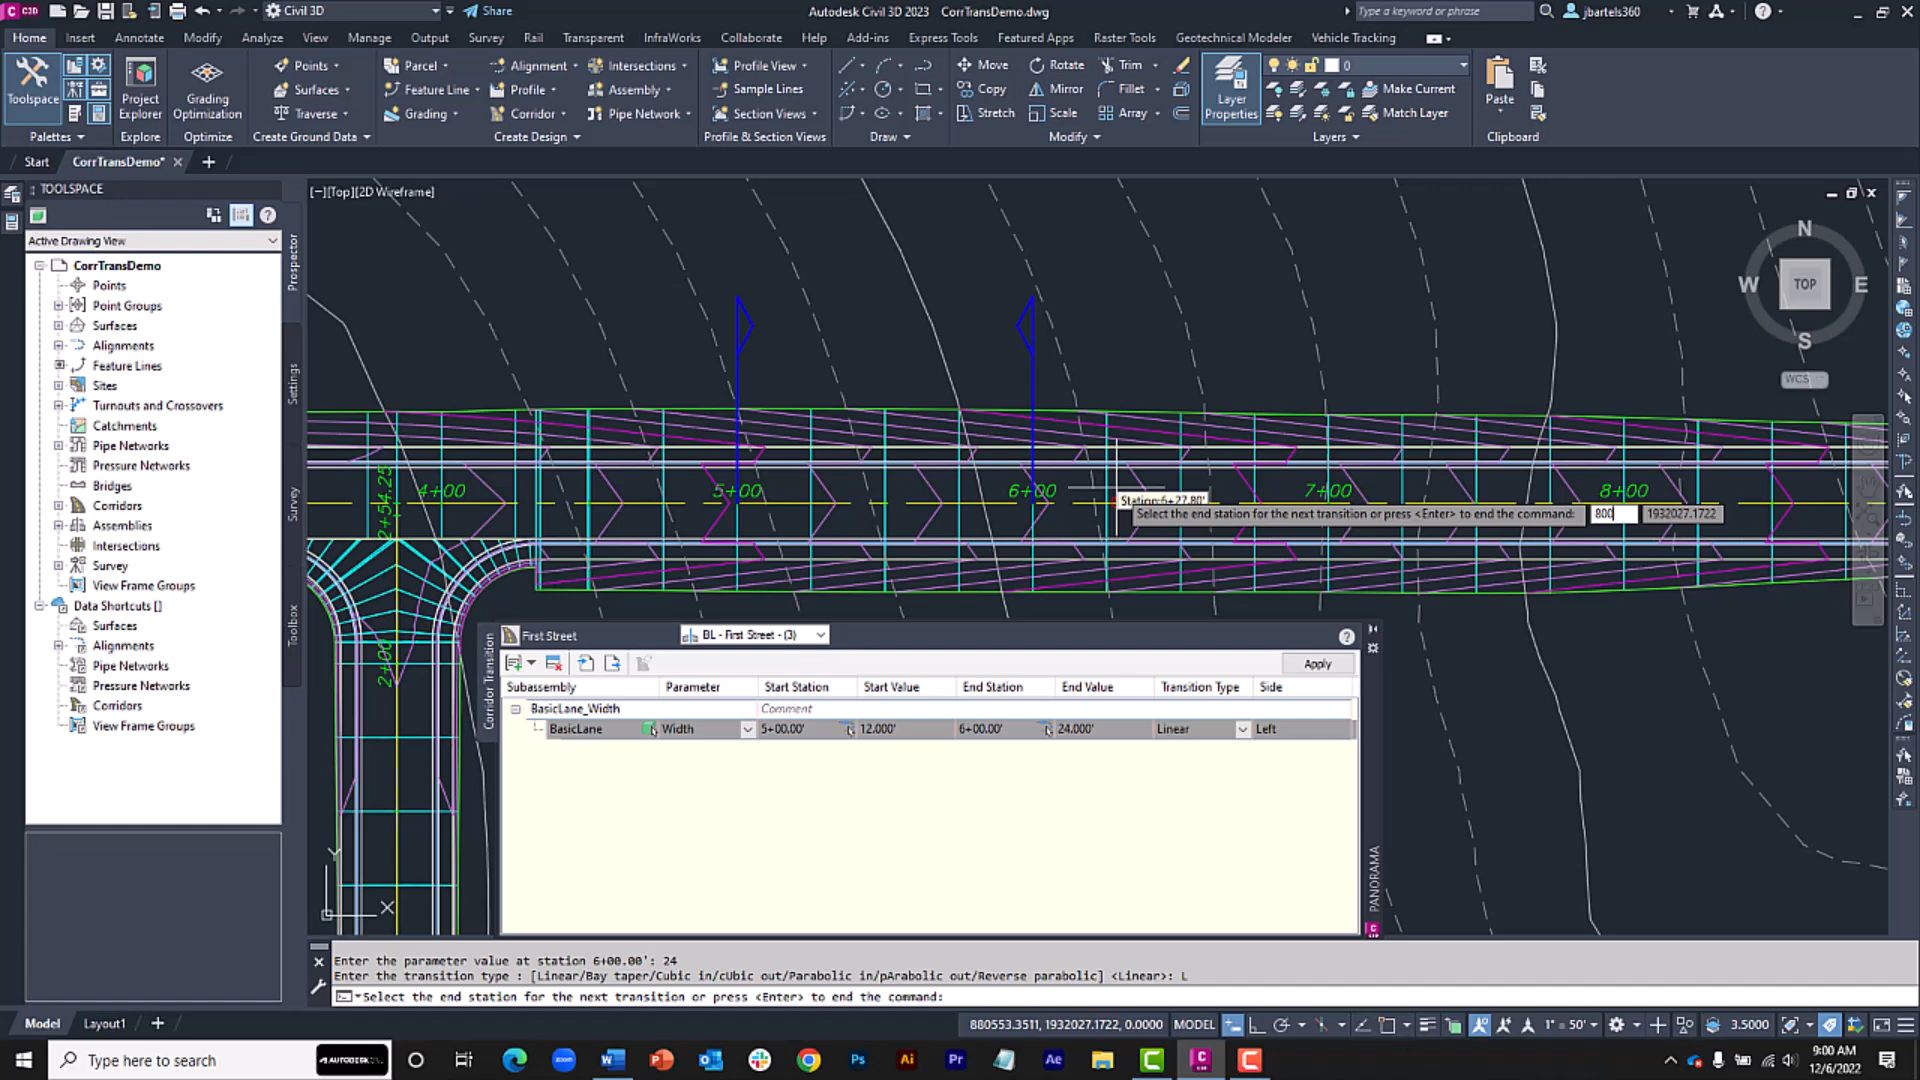 C3D Civil 3D Share Autodesk Civil 3D 2023 CorrTransDemo.dwg Type a keyword or phrase jbartels360
Home Insert Annotate Modify Analyze View Manage Output Survey Rail Transparent InfraWorks Collaborate Help Add-ins Express Tools Featured Apps Raster Tools Geotechnical Modeler Vehicle Tracking
Points Parcel Alignment Intersections Profile View Move Rotate Trim 0
Toolspace Project Explorer Grading Optimization Surfaces Feature Line Profile Assembly Sample Lines Copy Mirror Fillet Layer Properties Make Current Paste
Traverse Grading Corridor Pipe Network Section Views Stretch Scale Array Match Layer
Palettes Explore Optimize Create Ground Data Create Design Profile & Section Views Draw Modify Layers Clipboard
Start CorrTransDemo*
TOOLSPACE
[−][Top][2D Wireframe]
Active Drawing View
Prospector
Settings
Survey
Toolbox
CorrTransDemo
Points
Point Groups
Surfaces
Alignments
Feature Lines
Sites
Turnouts and Crossovers
Catchments
Pipe Networks
Pressure Networks
Bridges
Corridors
Assemblies
Intersections
Survey
View Frame Groups
Data Shortcuts []
Surfaces
Alignments
Pipe Networks
Pressure Networks
Corridors
View Frame Groups
N
W TOP E
S
WCS
4+00 5+00 6+00 7+00 8+00
2+54.25
2+00
Station:6+27.80'
Select the end station for the next transition or press <Enter> to end the command: 800 1932027.1722
First Street BL - First Street - (3)
Corridor Transition
Apply
Subassembly Parameter Start Station Start Value End Station End Value Transition Type Side
BasicLane_Width Comment
BasicLane Width 5+00.00' 12.000' 6+00.00' 24.000' Linear Left
PANORAMA
Y
X
Enter the parameter value at station 6+00.00': 24
Enter the transition type : [Linear/Bay taper/Cubic in/cUbic out/Parabolic in/pArabolic out/Reverse parabolic] <Linear>: L
Select the end station for the next transition or press <Enter> to end the command:
Model Layout1 880553.3511, 1932027.1722, 0.0000 MODEL 1" = 50' 3.5000
Type here to search AUTODESK 9:00 AM
12/6/2022